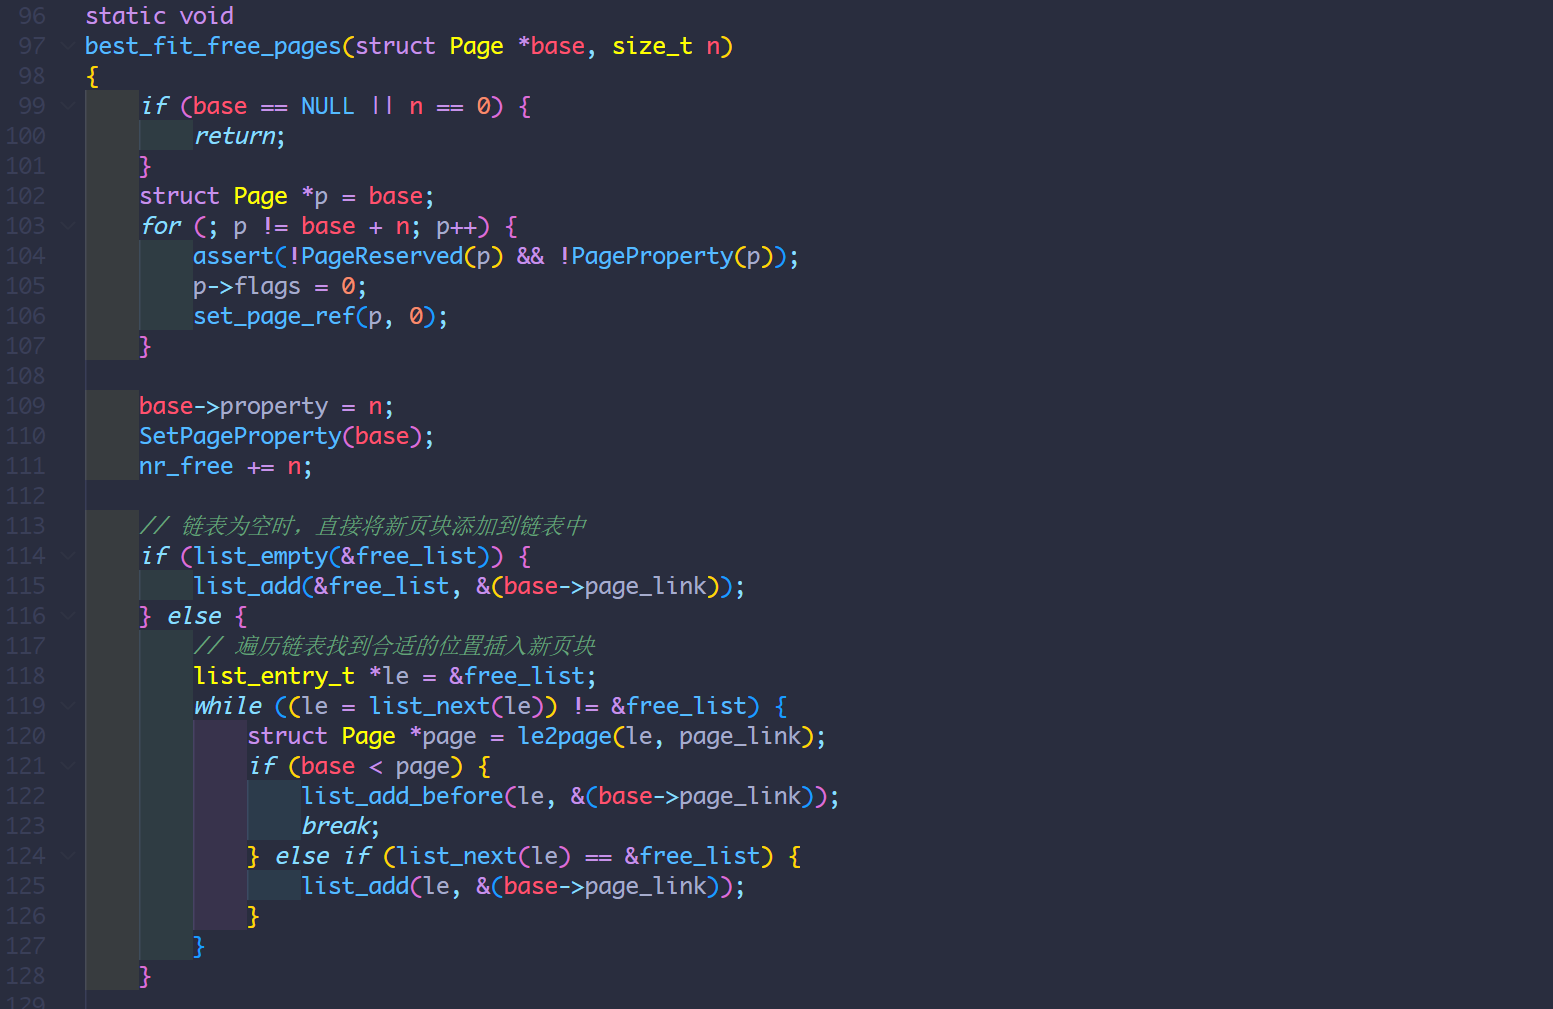 96 static void
97 best_fit_free_pages(struct Page *base, size_t n)
98 {
99     if (base == NULL || n == 0) {
100         return;
101     }
102     struct Page *p = base;
103     for (; p != base + n; p++) {
104         assert(!PageReserved(p) && !PageProperty(p));
105         p->flags = 0;
106         set_page_ref(p, 0);
107     }
108
109     base->property = n;
110     SetPageProperty(base);
111     nr_free += n;
112
113     // 链表为空时，直接将新页块添加到链表中
114     if (list_empty(&free_list)) {
115         list_add(&free_list, &(base->page_link));
116     } else {
117         // 遍历链表找到合适的位置插入新页块
118         list_entry_t *le = &free_list;
119         while ((le = list_next(le)) != &free_list) {
120             struct Page *page = le2page(le, page_link);
121             if (base < page) {
122                 list_add_before(le, &(base->page_link));
123                 break;
124             } else if (list_next(le) == &free_list) {
125                 list_add(le, &(base->page_link));
126             }
127         }
128     }
129